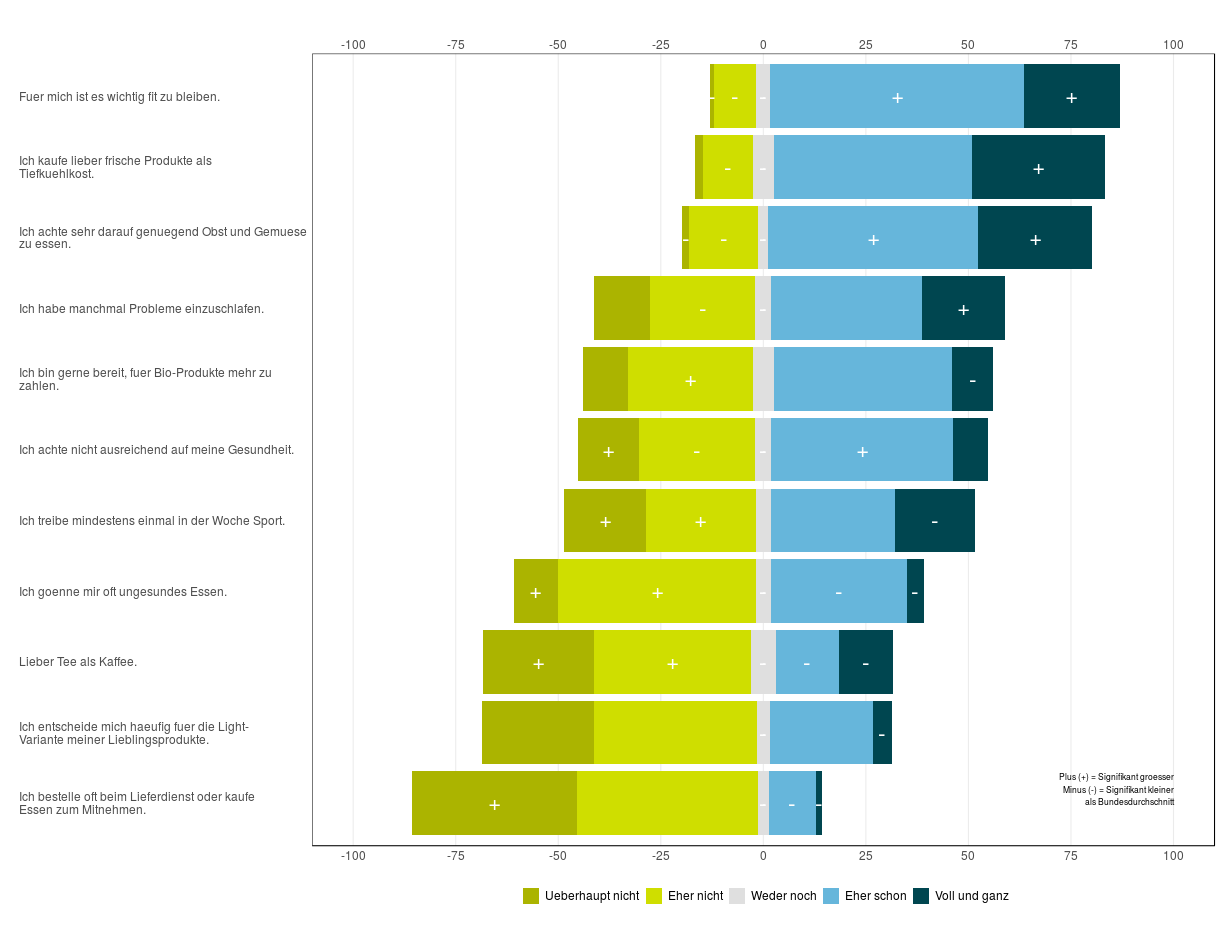 -100 -75 -50 -25 0 25 50 75 100
Fuer mich ist es wichtig fit zu bleiben.
- - - + +
Ich kaufe lieber frische Produkte als
Tiefkuehlkost.
- - +
Ich achte sehr darauf genuegend Obst und Gemuese
zu essen.
- - - + +
Ich habe manchmal Probleme einzuschlafen.
- - +
Ich bin gerne bereit, fuer Bio-Produkte mehr zu
zahlen.
+ -
Ich achte nicht ausreichend auf meine Gesundheit.
+ - - +
Ich treibe mindestens einmal in der Woche Sport.
+ + -
Ich goenne mir oft ungesundes Essen.
+ + - - -
Lieber Tee als Kaffee.
+ + - - -
Ich entscheide mich haeufig fuer die Light-
Variante meiner Lieblingsprodukte.
- -
Ich bestelle oft beim Lieferdienst oder kaufe
Essen zum Mitnehmen.
+ - - -
Plus (+) = Signifikant groesser
Minus (-) = Signifikant kleiner
als Bundesdurchschnitt
-100 -75 -50 -25 0 25 50 75 100
Ueberhaupt nicht Eher nicht Weder noch Eher schon Voll und ganz